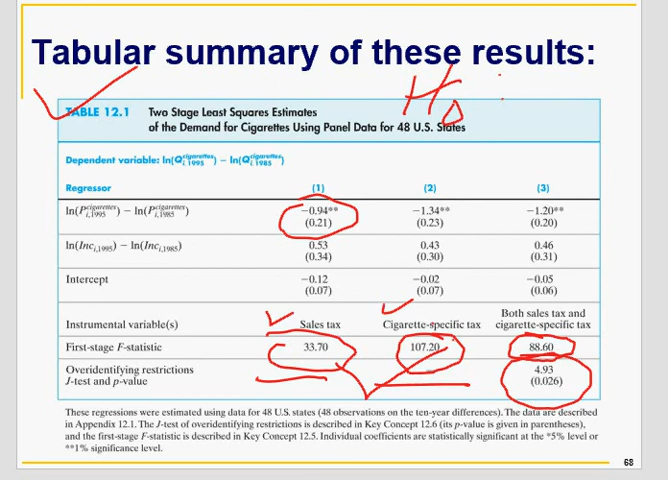 Tabular summary of these results:
H₀
TABLE 12.1 Two Stage Least Squares Estimates
of the Demand for Cigarettes Using Panel Data for 48 U.S. States
Dependent variable: ln(Q^cigarettes_i,1995) – ln(Q^cigarettes_i,1985)
Regressor (1) (2) (3)
ln(P^cigarettes_i,1995) – ln(P^cigarettes_i,1985) –0.94** –1.34** –1.20**
(0.21) (0.23) (0.20)
ln(Inc_i,1995) – ln(Inc_i,1985) 0.53 0.43 0.46
(0.34) (0.30) (0.31)
Intercept –0.12 –0.02 –0.05
(0.07) (0.07) (0.06)
Both sales tax and
Instrumental variable(s) Sales tax Cigarette-specific tax cigarette-specific tax
First-stage F-statistic 33.70 107.20 88.60
Overidentifying restrictions 4.93
J-test and p-value (0.026)
These regressions were estimated using data for 48 U.S. states (48 observations on the ten-year differences). The data are described
in Appendix 12.1. The J-test of overidentifying restrictions is described in Key Concept 12.6 (its p-value is given in parentheses),
and the first-stage F-statistic is described in Key Concept 12.5. Individual coefficients are statistically significant at the *5% level or
**1% significance level.
68